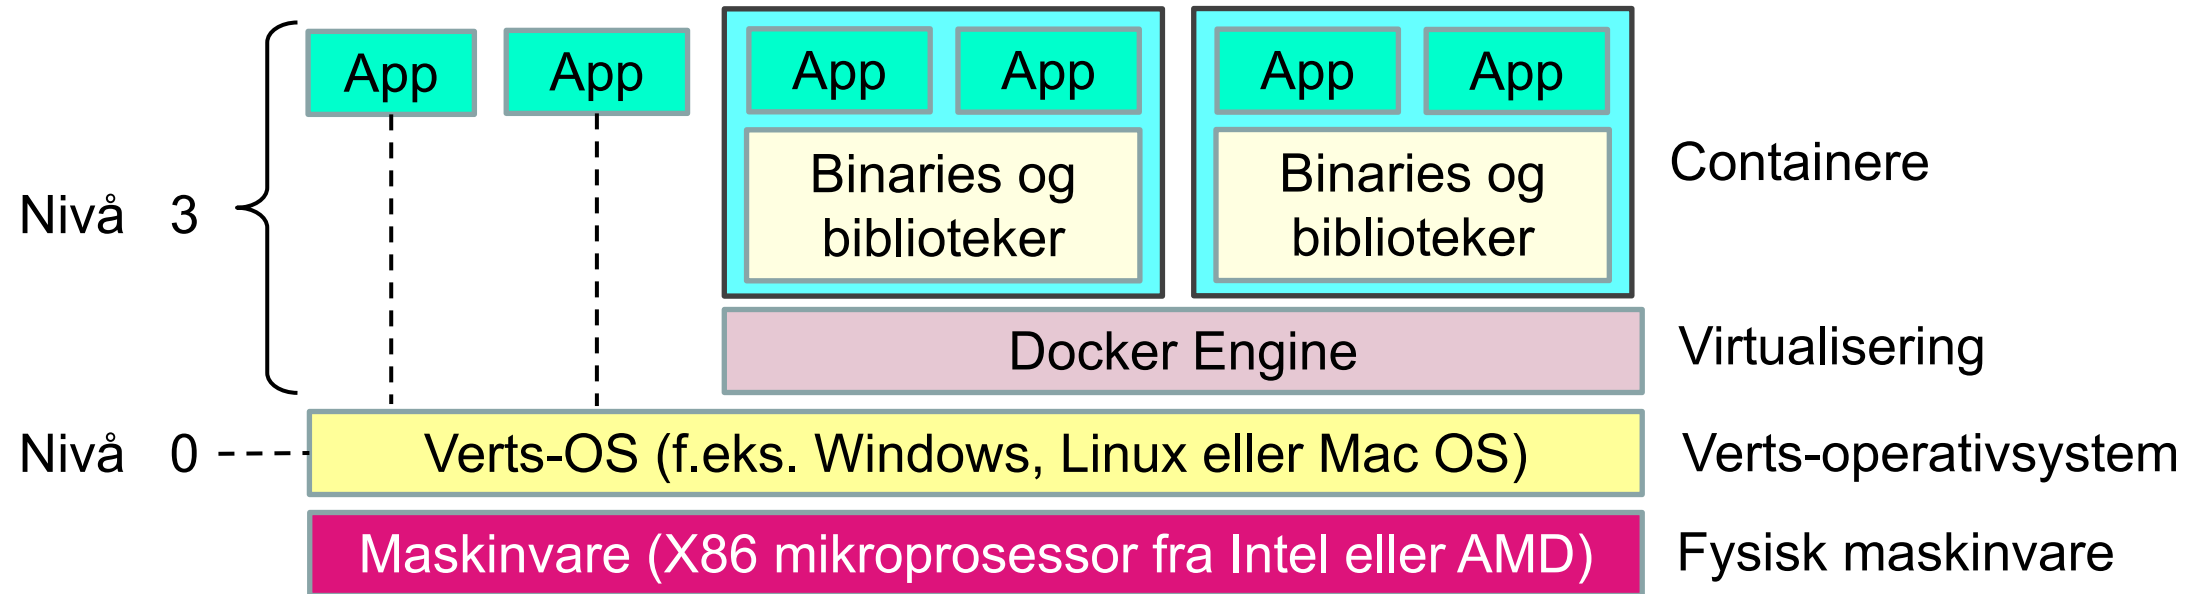 App
App
App
App
App
App
Binaries og
biblioteker
Binaries og
biblioteker
Containere
Nivå 3
Docker Engine
Virtualisering
Nivå 0
Verts-OS (f.eks. Windows, Linux eller Mac OS)
Verts-operativsystem
Maskinvare (X86 mikroprosessor fra Intel eller AMD)
Fysisk maskinvare